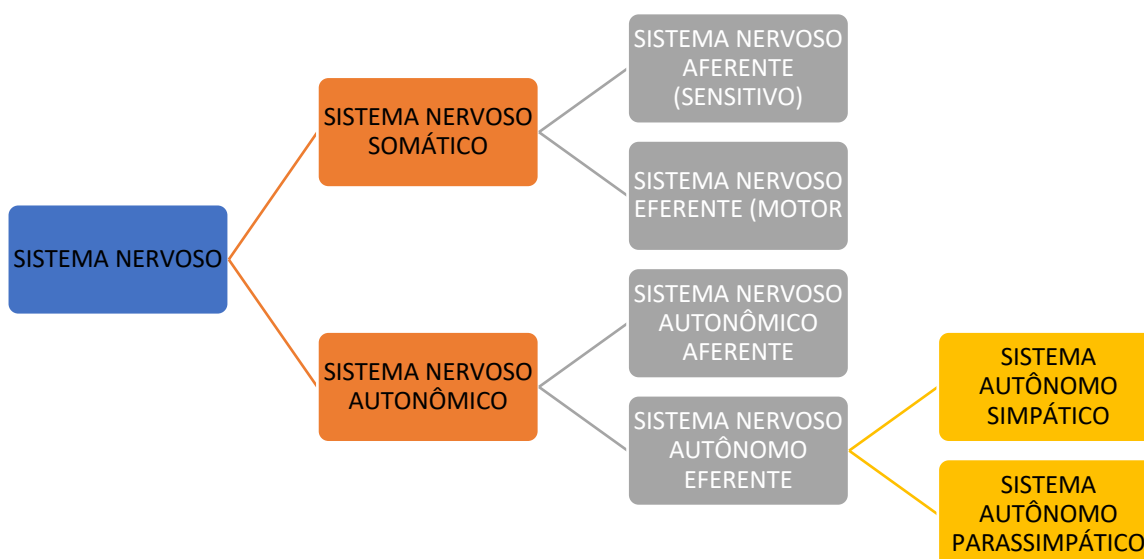 SISTEMA NERVOSO
SISTEMA NERVOSO
SOMÁTICO
SISTEMA NERVOSO
AFERENTE
(SENSITIVO)
SISTEMA NERVOSO
EFERENTE (MOTOR
SISTEMA NERVOSO
AUTONÔMICO
SISTEMA NERVOSO
AUTONÔMICO
AFERENTE
SISTEMA NERVOSO
AUTÔNOMO
EFERENTE
SISTEMA
AUTÔNOMO
SIMPÁTICO
SISTEMA
AUTÔNOMO
PARASSIMPÁTICO